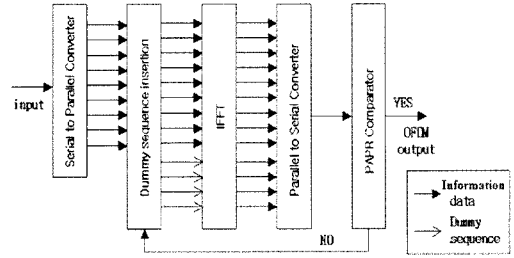 input
Serial to Parallel Converter
Dummy sequence insertion
IFFT
Parallel to Serial Converter
PAPR Comparator
YES
OFDM
output
NO
Information
data
Dummy
sequence